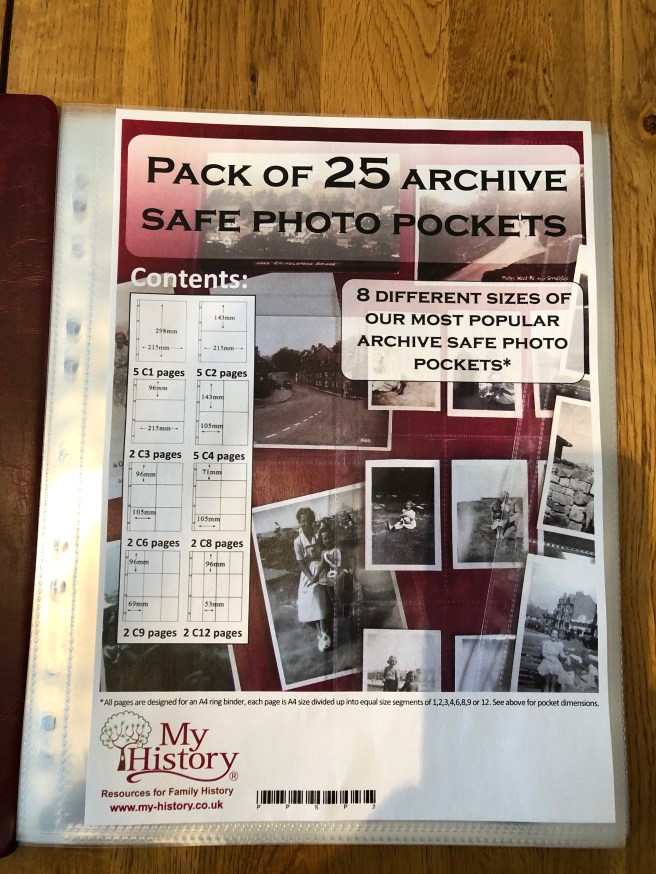 PACK OF 25 ARCHIVE
SAFE PHOTO POCKETS
Contents:
8 DIFFERENT SIZES OF
OUR MOST POPULAR
ARCHIVE SAFE PHOTO
POCKETS*
298mm
215mm
143mm
215mm
5 C1 pages 5 C2 pages
96mm
215mm
143mm
105mm
2 C3 pages 5 C4 pages
96mm
105mm
71mm
105mm
2 C6 pages 2 C8 pages
96mm
69mm
96mm
53mm
2 C9 pages 2 C12 pages
*All pages are designed for an A4 ring binder, each page is A4 size divided up into equal size segments of 1,2,3,4,6,8,9 or 12. See above for pocket dimensions.
My
History®
Resources for Family History
www.my-history.co.uk
P P S P 2